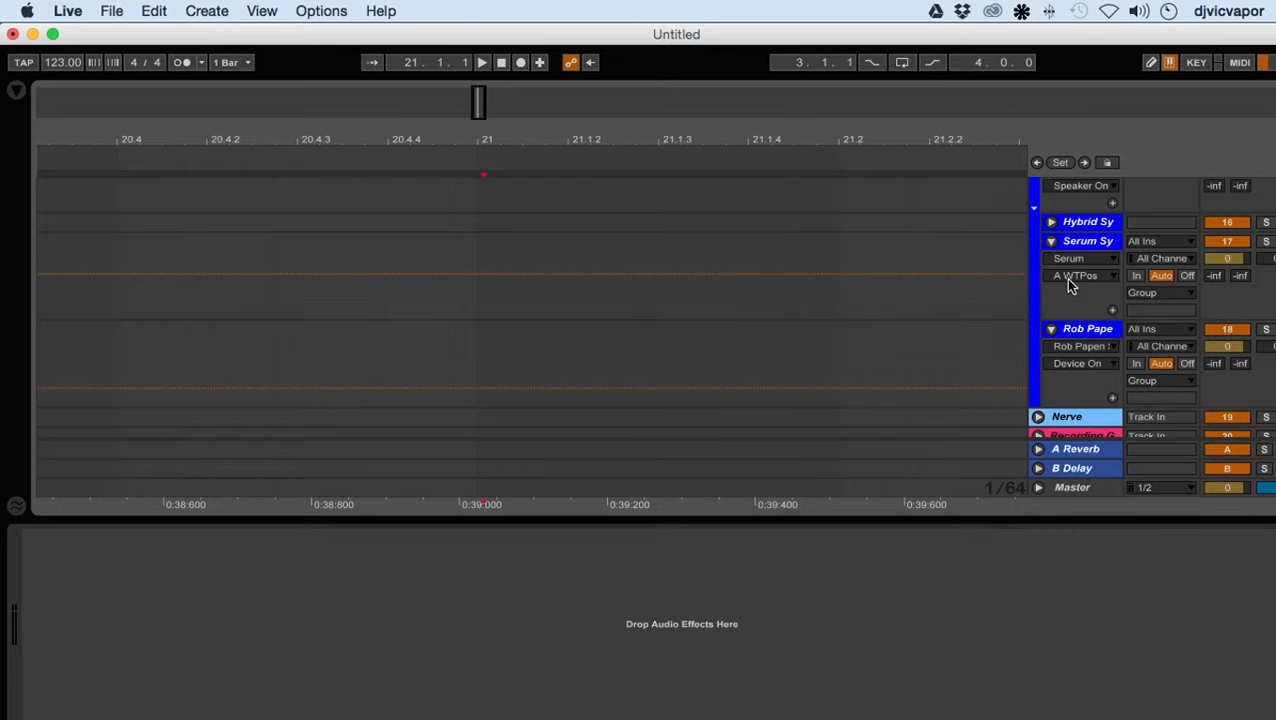 Live File Edit Create View Options Help djvicvapor
Untitled
TAP 123.00 4 / 4 1 Bar 21. 1. 1 3. 1. 1 4. 0. 0 KEY MIDI
20.4 20.4.2 20.4.3 20.4.4 21 21.1.2 21.1.3 21.1.4 21.2 21.2.2
Set
Speaker On -inf -inf
Hybrid Sy 16 S
Serum Sy All Ins 17 S
Serum All Channe 0
A WTPos In Auto Off -inf -inf
Group
Rob Pape All Ins 18 S
Rob Papen All Channe 0
Device On In Auto Off -inf -inf
Group
Nerve Track In 19 S
Recording G Track In 20
A Reverb A S
B Delay B S
1/64 Master 1/2 0
0:38:600 0:38:800 0:39:000 0:39:200 0:39:400 0:39:600
Drop Audio Effects Here